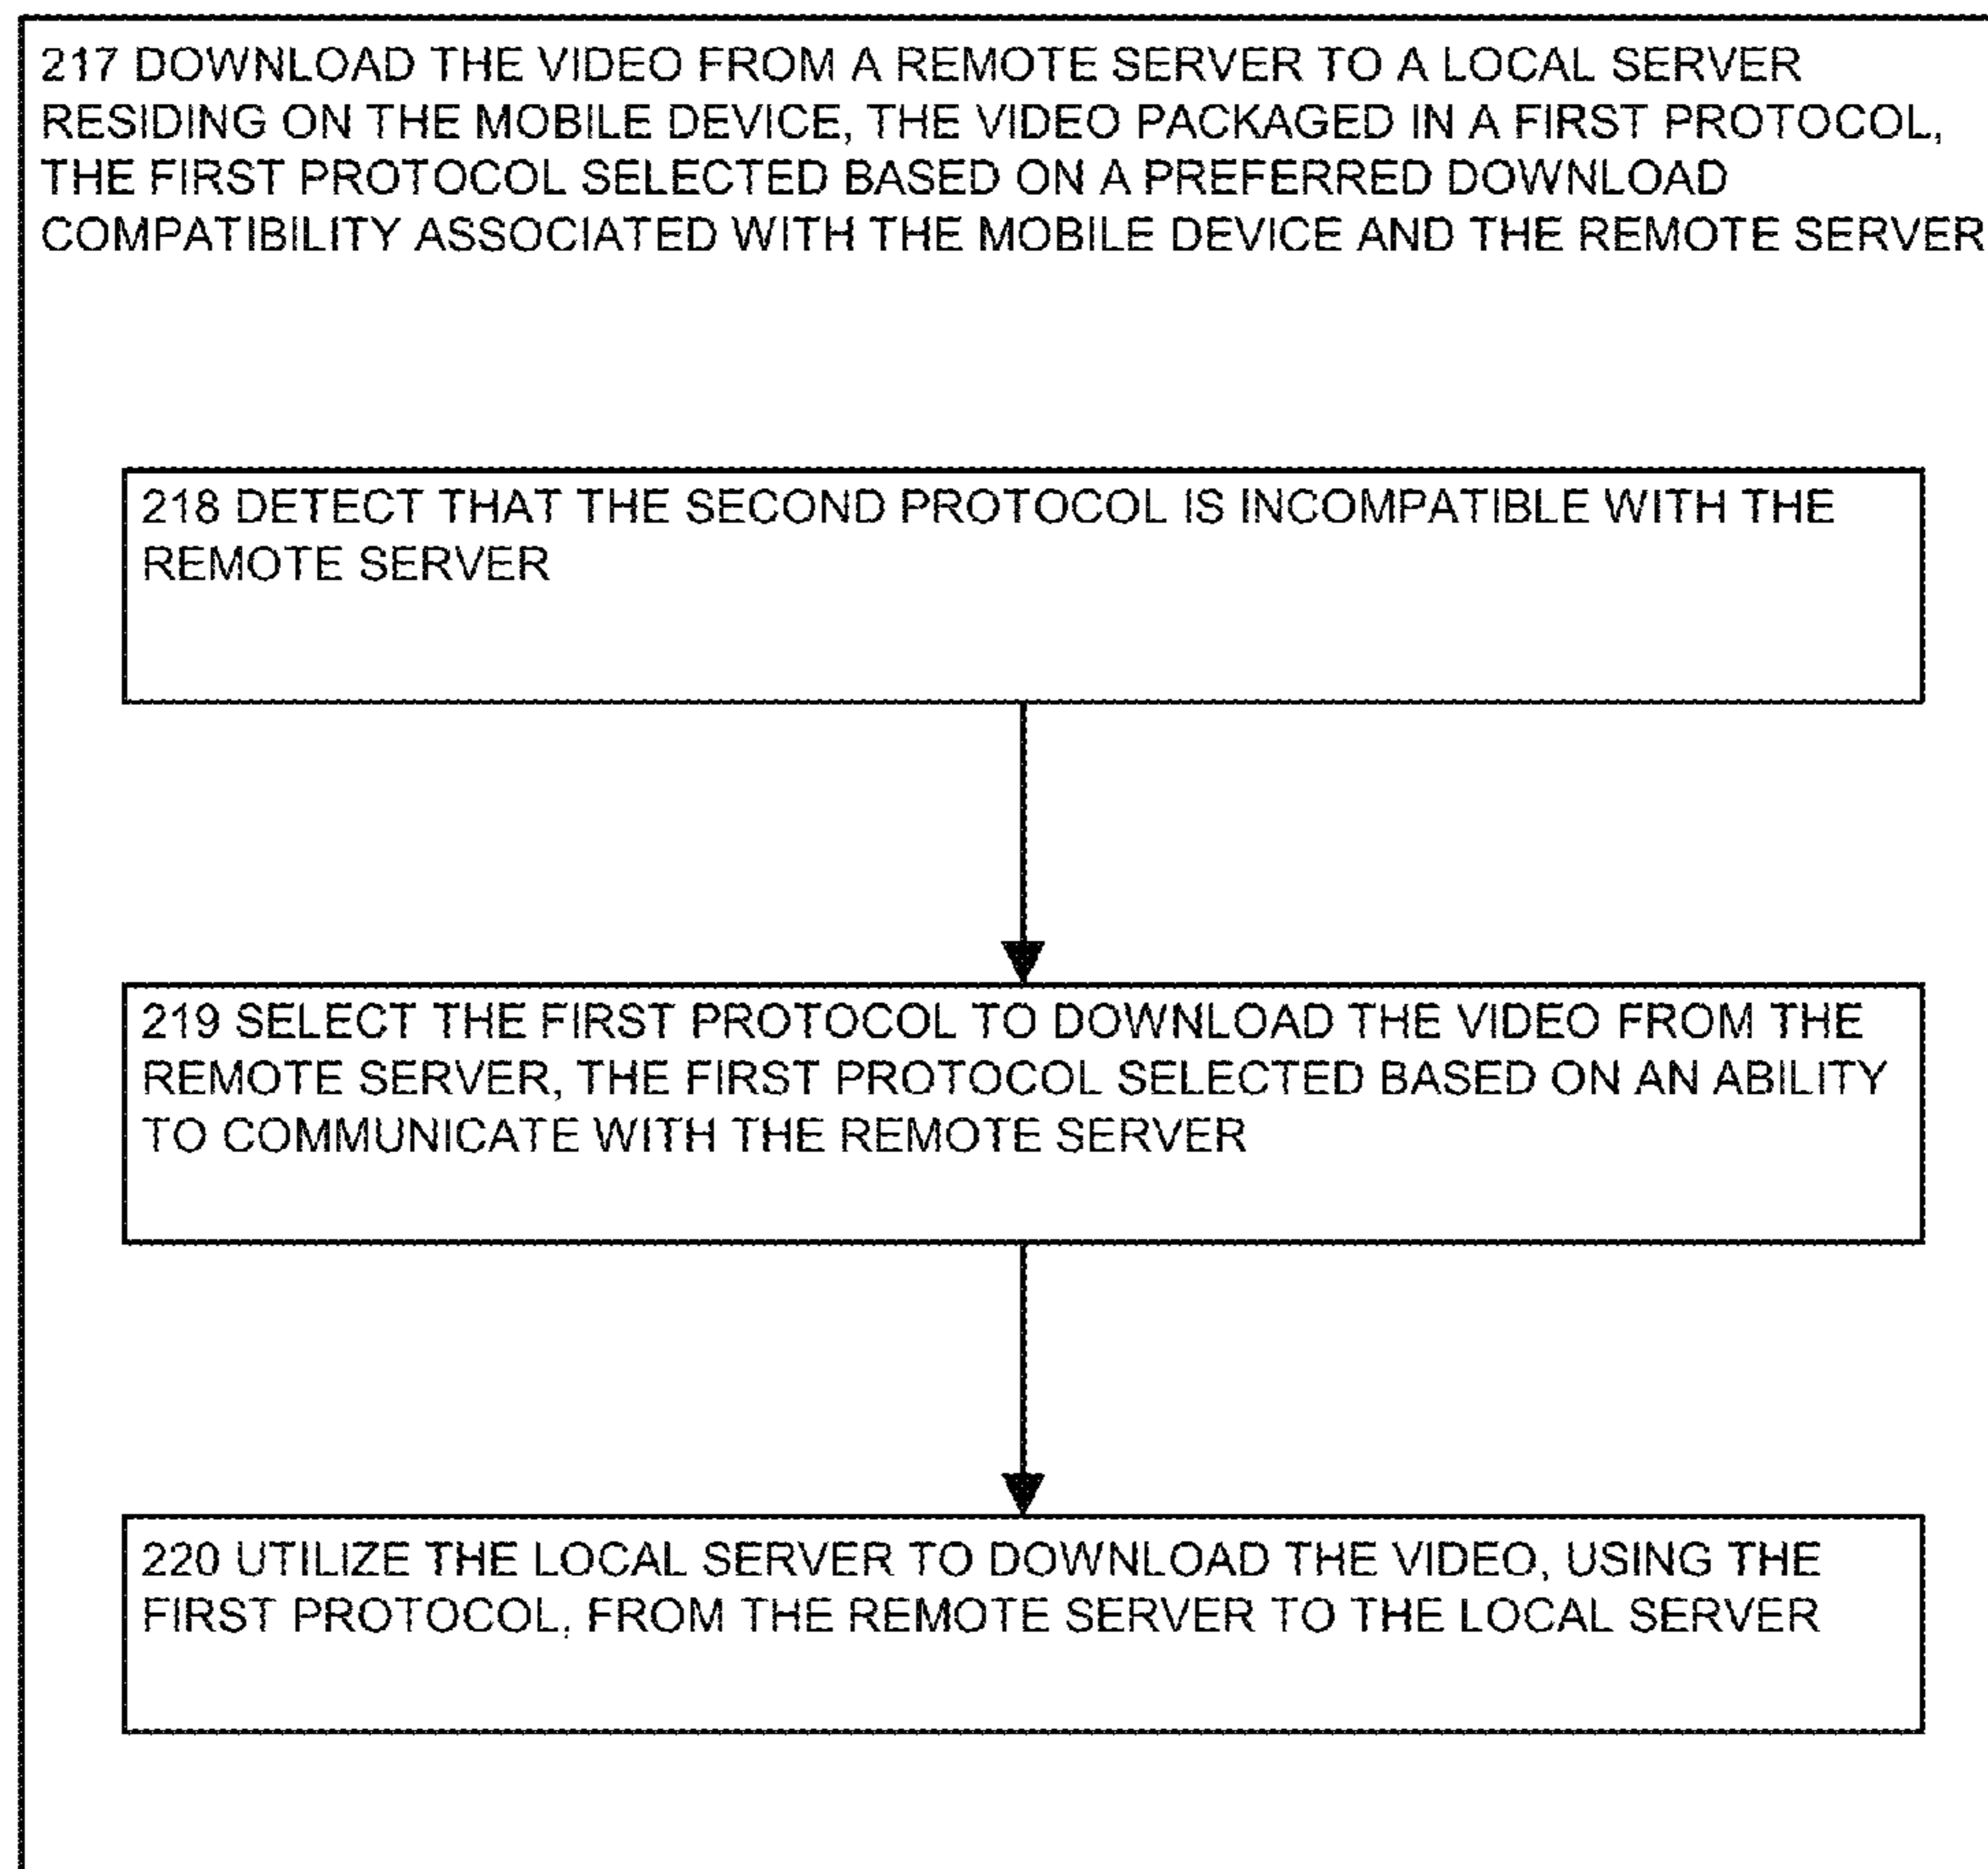 217 DOWNLOAD THE VIDEO FROM A REMOTE SERVER TO A LOCAL SERVER
RESIDING ON THE MOBILE DEVICE, THE VIDEO PACKAGED IN A FIRST PROTOCOL,
THE FIRST PROTOCOL SELECTED BASED ON A PREFERRED DOWNLOAD
COMPATIBILITY ASSOCIATED WITH THE MOBILE DEVICE AND THE REMOTE SERVER
218 DETECT THAT THE SECOND PROTOCOL IS INCOMPATIBLE WITH THE
REMOTE SERVER
219 SELECT THE FIRST PROTOCOL TO DOWNLOAD THE VIDEO FROM THE
REMOTE SERVER, THE FIRST PROTOCOL SELECTED BASED ON AN ABILITY
TO COMMUNICATE WITH THE REMOTE SERVER
220 UTILIZE THE LOCAL SERVER TO DOWNLOAD THE VIDEO, USING THE
FIRST PROTOCOL, FROM THE REMOTE SERVER TO THE LOCAL SERVER